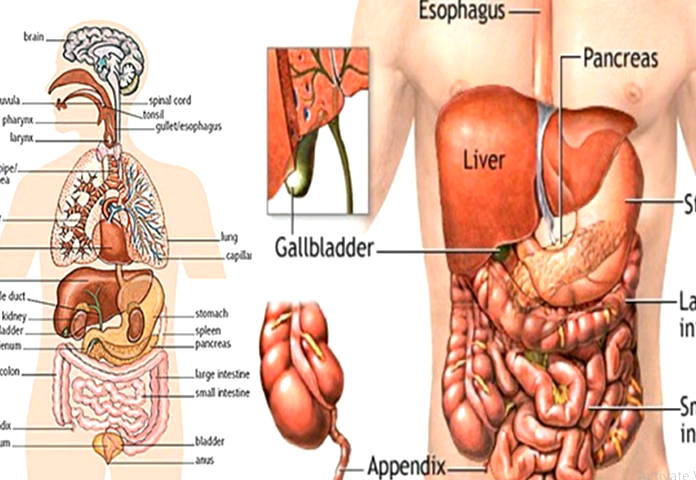 brain
uvula
pharynx
larynx
spinal cord
tonsil
gullet/esophagus
lung
kidney
stomach
spleen
pancreas
colon
large intestine
small intestine
bladder
anus
Esophagus
Pancreas
Liver
Gallbladder
Appendix